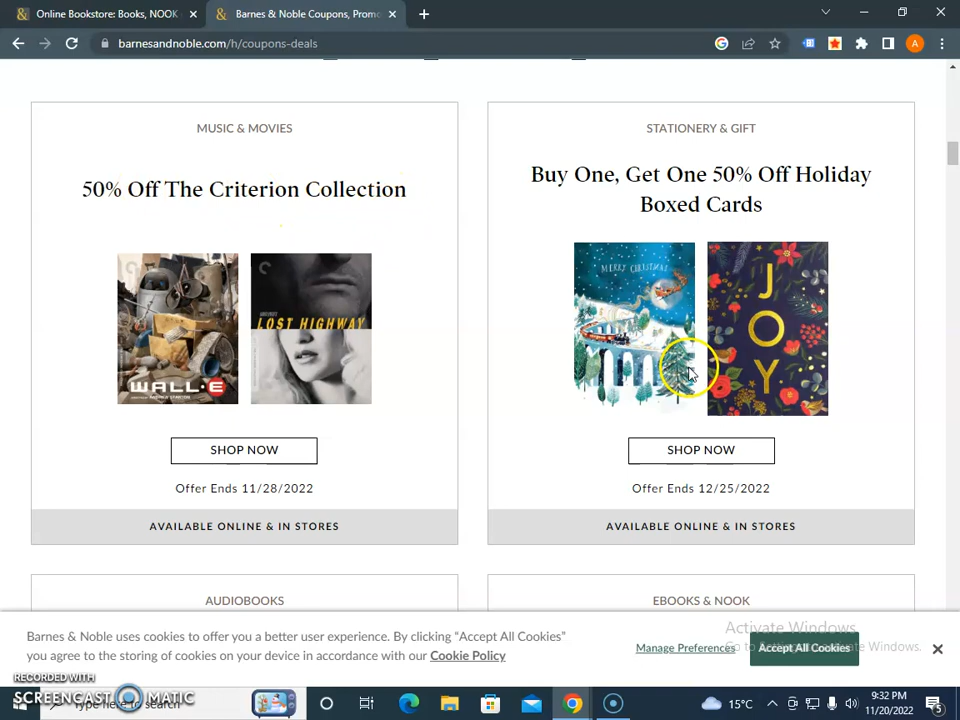 Online Bookstore: Books, NOOK
Barnes & Noble Coupons, Promo
barnesandnoble.com/h/coupons-deals
A
MUSIC & MOVIES
50% Off The Criterion Collection
WALL·E
LOST HIGHWAY
SHOP NOW
Offer Ends 11/28/2022
AVAILABLE ONLINE & IN STORES
STATIONERY & GIFT
Buy One, Get One 50% Off Holiday
Boxed Cards
MERRY CHRISTMAS
JOY
SHOP NOW
Offer Ends 12/25/2022
AVAILABLE ONLINE & IN STORES
AUDIOBOOKS
EBOOKS & NOOK
Barnes & Noble uses cookies to offer you a better user experience. By clicking “Accept All Cookies”
you agree to the storing of cookies on your device in accordance with our Cookie Policy
Manage Preferences
Accept All Cookies
Activate Windows
Go to Settings to activate Windows.
RECORDED WITH
SCREENCAST MATIC
Type here to search
15°C
9:32 PM
11/20/2022
5